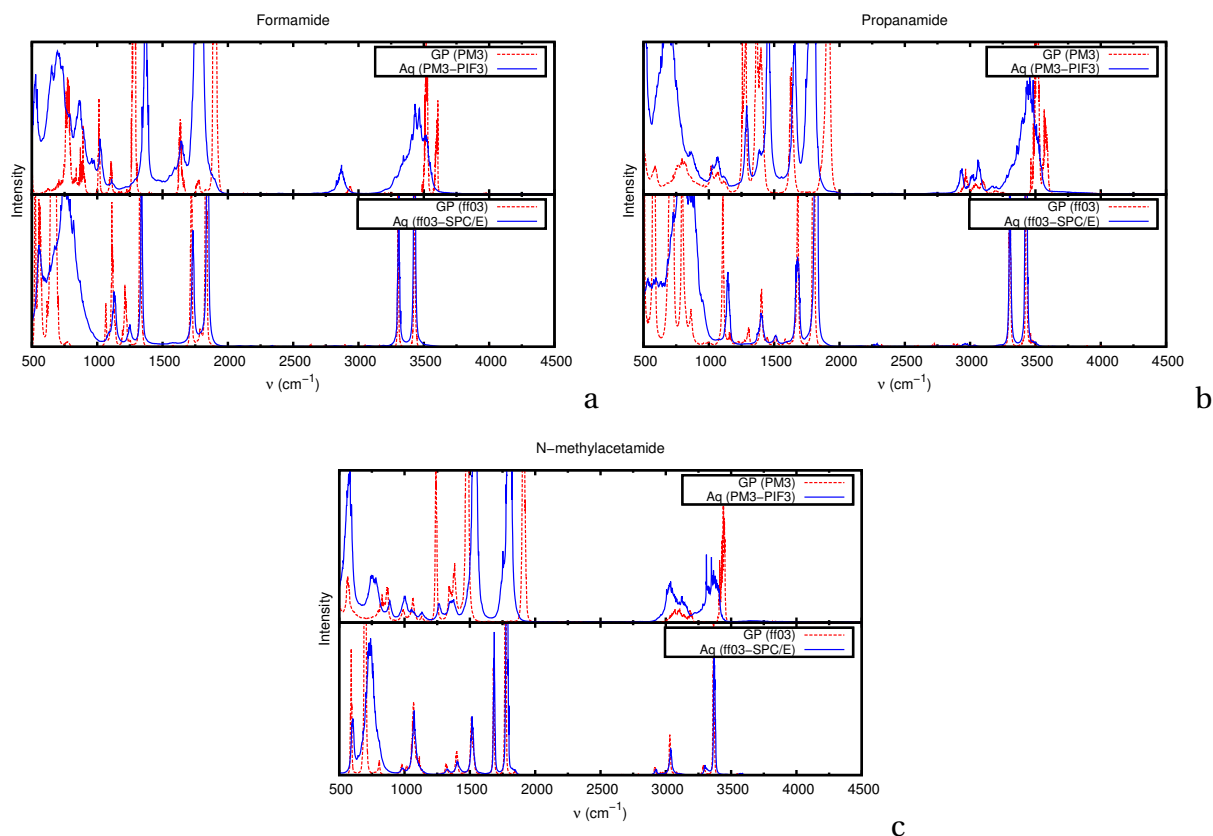 Formamide
GP (PM3)
Aq (PM3−PIF3)
GP (ff03)
Aq (ff03−SPC/E)
Intensity
500 1000 1500 2000 2500 3000 3500 4000 4500
ν (cm−1)
a
Propanamide
GP (PM3)
Aq (PM3−PIF3)
GP (ff03)
Aq (ff03−SPC/E)
Intensity
500 1000 1500 2000 2500 3000 3500 4000 4500
ν (cm−1)
b
N−methylacetamide
GP (PM3)
Aq (PM3−PIF3)
GP (ff03)
Aq (ff03−SPC/E)
Intensity
500 1000 1500 2000 2500 3000 3500 4000 4500
ν (cm−1)
c